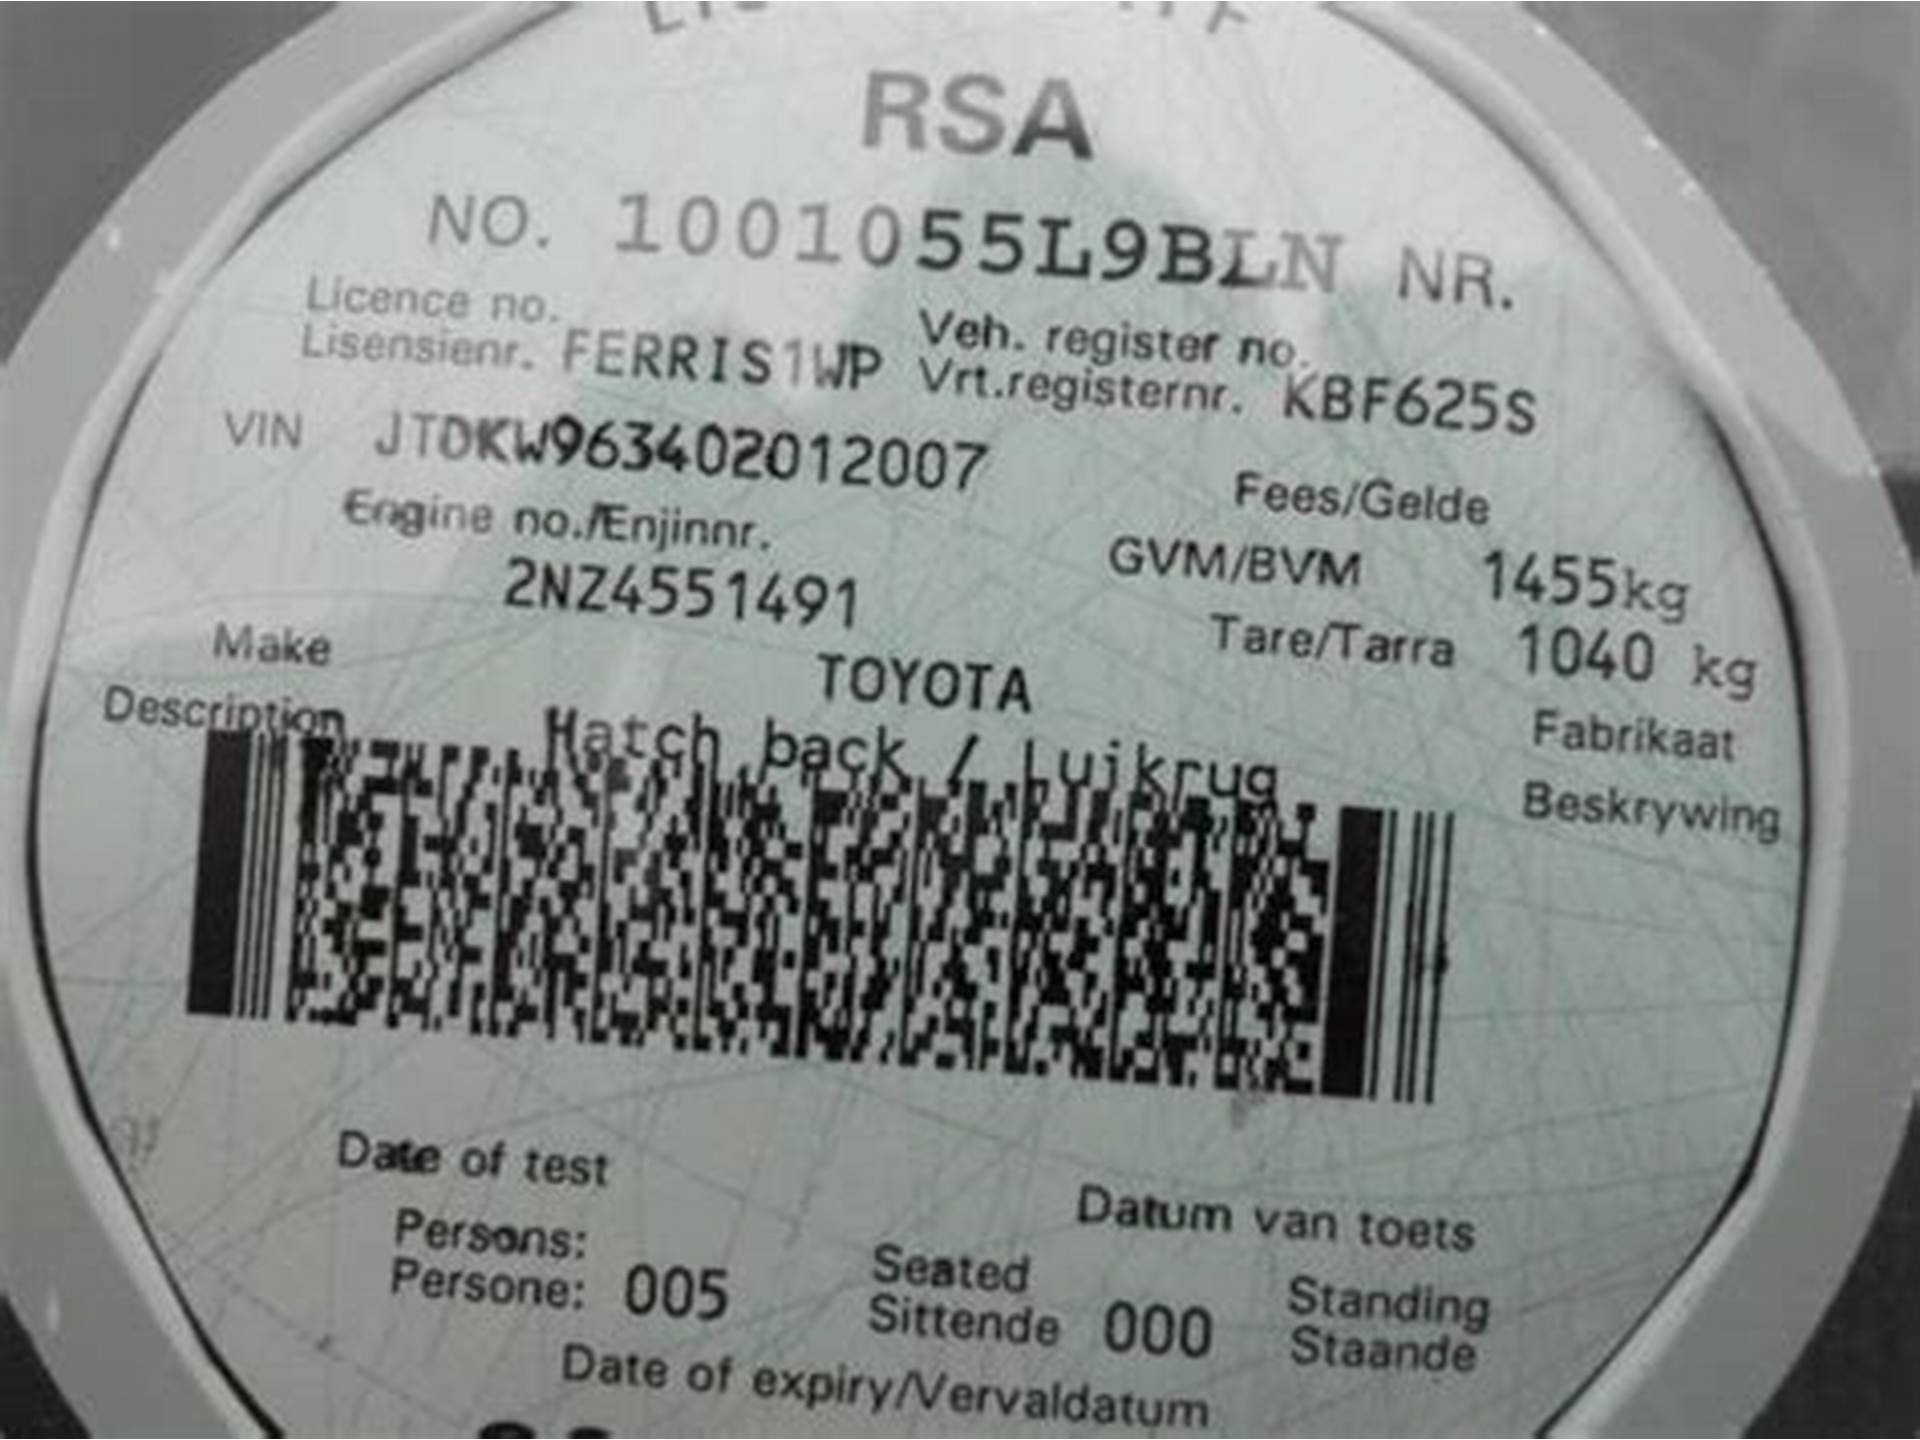 RSA
NO. 1001055L9BLN NR.
Licence no.
Lisensienr. FERRIS1WP
Veh. register no.
Vrt.registernr. KBF625S
VIN JTDKW963402012007
Fees/Gelde
Engine no./Enjinnr.
2NZ4551491
GVM/BVM 1455kg
Tare/Tarra 1040 kg
Make TOYOTA Fabrikaat
Description Hatch back / Luikrug Beskrywing
Date of test Datum van toets
Persons:
Persone: 005
Seated
Sittende 000
Standing
Staande
Date of expiry/Vervaldatum